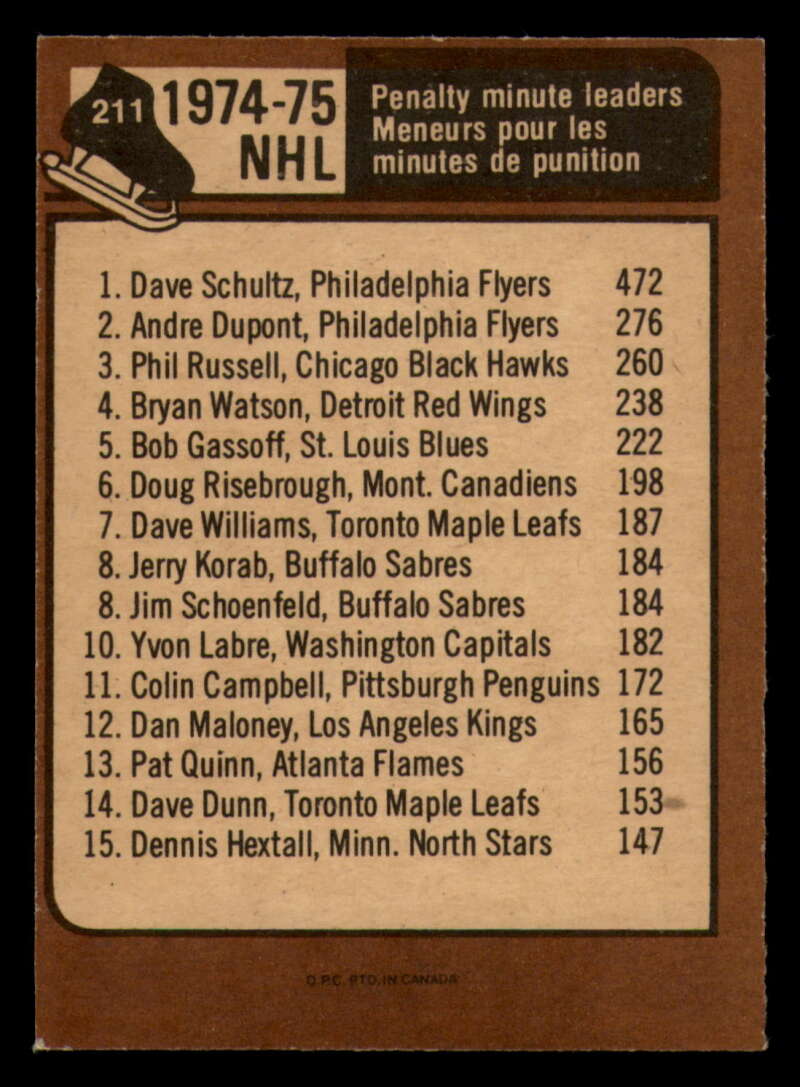 211 1974-75 NHL
Penalty minute leaders
Meneurs pour les
minutes de punition
1. Dave Schultz, Philadelphia Flyers 472
2. Andre Dupont, Philadelphia Flyers 276
3. Phil Russell, Chicago Black Hawks 260
4. Bryan Watson, Detroit Red Wings 238
5. Bob Gassoff, St. Louis Blues 222
6. Doug Risebrough, Mont. Canadiens 198
7. Dave Williams, Toronto Maple Leafs 187
8. Jerry Korab, Buffalo Sabres 184
8. Jim Schoenfeld, Buffalo Sabres 184
10. Yvon Labre, Washington Capitals 182
11. Colin Campbell, Pittsburgh Penguins 172
12. Dan Maloney, Los Angeles Kings 165
13. Pat Quinn, Atlanta Flames 156
14. Dave Dunn, Toronto Maple Leafs 153
15. Dennis Hextall, Minn. North Stars 147
O.P.C. PTD. IN CANADA